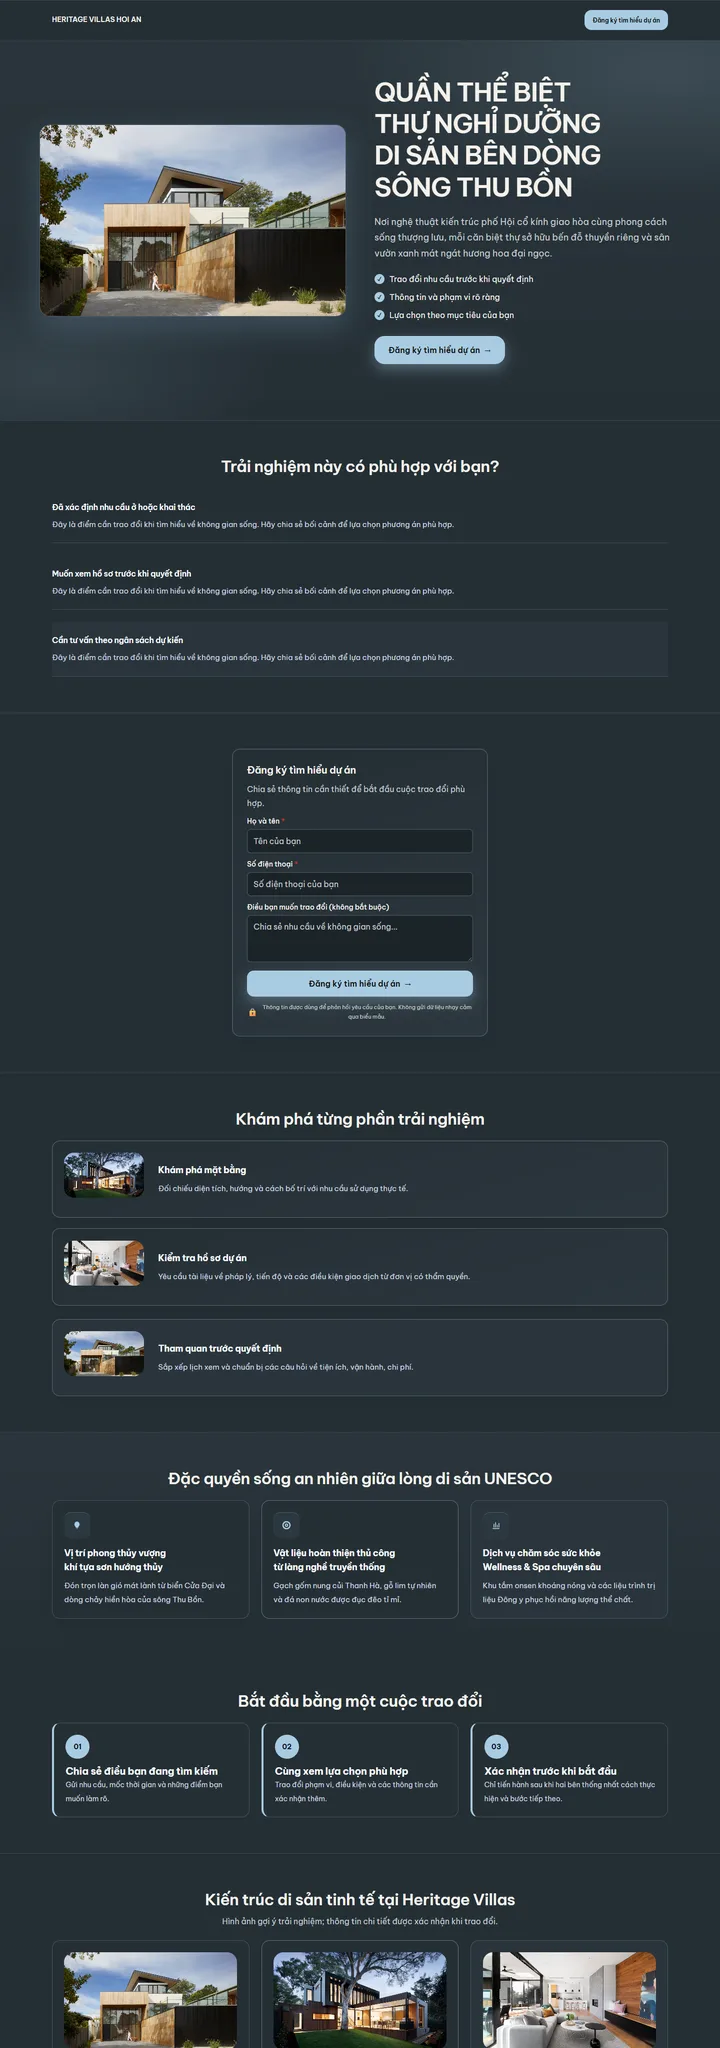 HERITAGE VILLAS HOI AN
Đăng ký tìm hiểu dự án
QUẦN THỂ BIỆT
THỰ NGHỈ DƯỠNG
DI SẢN BÊN DÒNG
SÔNG THU BỒN
Nơi nghệ thuật kiến trúc phố Hội cổ kính giao hòa cùng phong cách
sống thượng lưu, mỗi căn biệt thự sở hữu bến đỗ thuyền riêng và sân
vườn xanh mát ngát hương hoa đại ngọc.
✓ Trao đổi nhu cầu trước khi quyết định
✓ Thông tin và phạm vi rõ ràng
✓ Lựa chọn theo mục tiêu của bạn
Đăng ký tìm hiểu dự án →
Trải nghiệm này có phù hợp với bạn?
Đã xác định nhu cầu ở hoặc khai thác
Đây là điểm cần trao đổi khi tìm hiểu về không gian sống. Hãy chia sẻ bối cảnh để lựa chọn phương án phù hợp.
Muốn xem hồ sơ trước khi quyết định
Đây là điểm cần trao đổi khi tìm hiểu về không gian sống. Hãy chia sẻ bối cảnh để lựa chọn phương án phù hợp.
Cần tư vấn theo ngân sách dự kiến
Đây là điểm cần trao đổi khi tìm hiểu về không gian sống. Hãy chia sẻ bối cảnh để lựa chọn phương án phù hợp.
Đăng ký tìm hiểu dự án
Chia sẻ thông tin cần thiết để bắt đầu cuộc trao đổi phù
hợp.
Họ và tên *
Tên của bạn
Số điện thoại *
Số điện thoại của bạn
Điều bạn muốn trao đổi (không bắt buộc)
Chia sẻ nhu cầu về không gian sống...
Đăng ký tìm hiểu dự án →
Thông tin được dùng để phản hồi yêu cầu của bạn. Không gửi dữ liệu nhạy cảm
qua biểu mẫu.
Khám phá từng phần trải nghiệm
Khám phá mặt bằng
Đối chiếu diện tích, hướng và cách bố trí với nhu cầu sử dụng thực tế.
Kiểm tra hồ sơ dự án
Yêu cầu tài liệu về pháp lý, tiến độ và các điều kiện giao dịch từ đơn vị có thẩm quyền.
Tham quan trước quyết định
Sắp xếp lịch xem và chuẩn bị các câu hỏi về tiện ích, vận hành, chi phí.
Đặc quyền sống an nhiên giữa lòng di sản UNESCO
Vị trí phong thủy vượng
khí tựa sơn hướng thủy
Đón trọn làn gió mát lành từ biển Cửa Đại và
dòng chảy hiền hòa của sông Thu Bồn.
Vật liệu hoàn thiện thủ công
từ làng nghề truyền thống
Gạch gốm nung củi Thanh Hà, gỗ lim tự nhiên
và đá non nước được đục đẽo tỉ mỉ.
Dịch vụ chăm sóc sức khỏe
Wellness & Spa chuyên sâu
Khu tắm onsen khoáng nóng và các liệu trình trị
liệu Đông y phục hồi năng lượng thể chất.
Bắt đầu bằng một cuộc trao đổi
01
Chia sẻ điều bạn đang tìm kiếm
Gửi nhu cầu, mốc thời gian và những điểm bạn
muốn làm rõ.
02
Cùng xem lựa chọn phù hợp
Trao đổi phạm vi, điều kiện và các thông tin cần
xác nhận thêm.
03
Xác nhận trước khi bắt đầu
Chỉ tiến hành sau khi hai bên thống nhất cách thực
hiện và bước tiếp theo.
Kiến trúc di sản tinh tế tại Heritage Villas
Hình ảnh gợi ý trải nghiệm; thông tin chi tiết được xác nhận khi trao đổi.